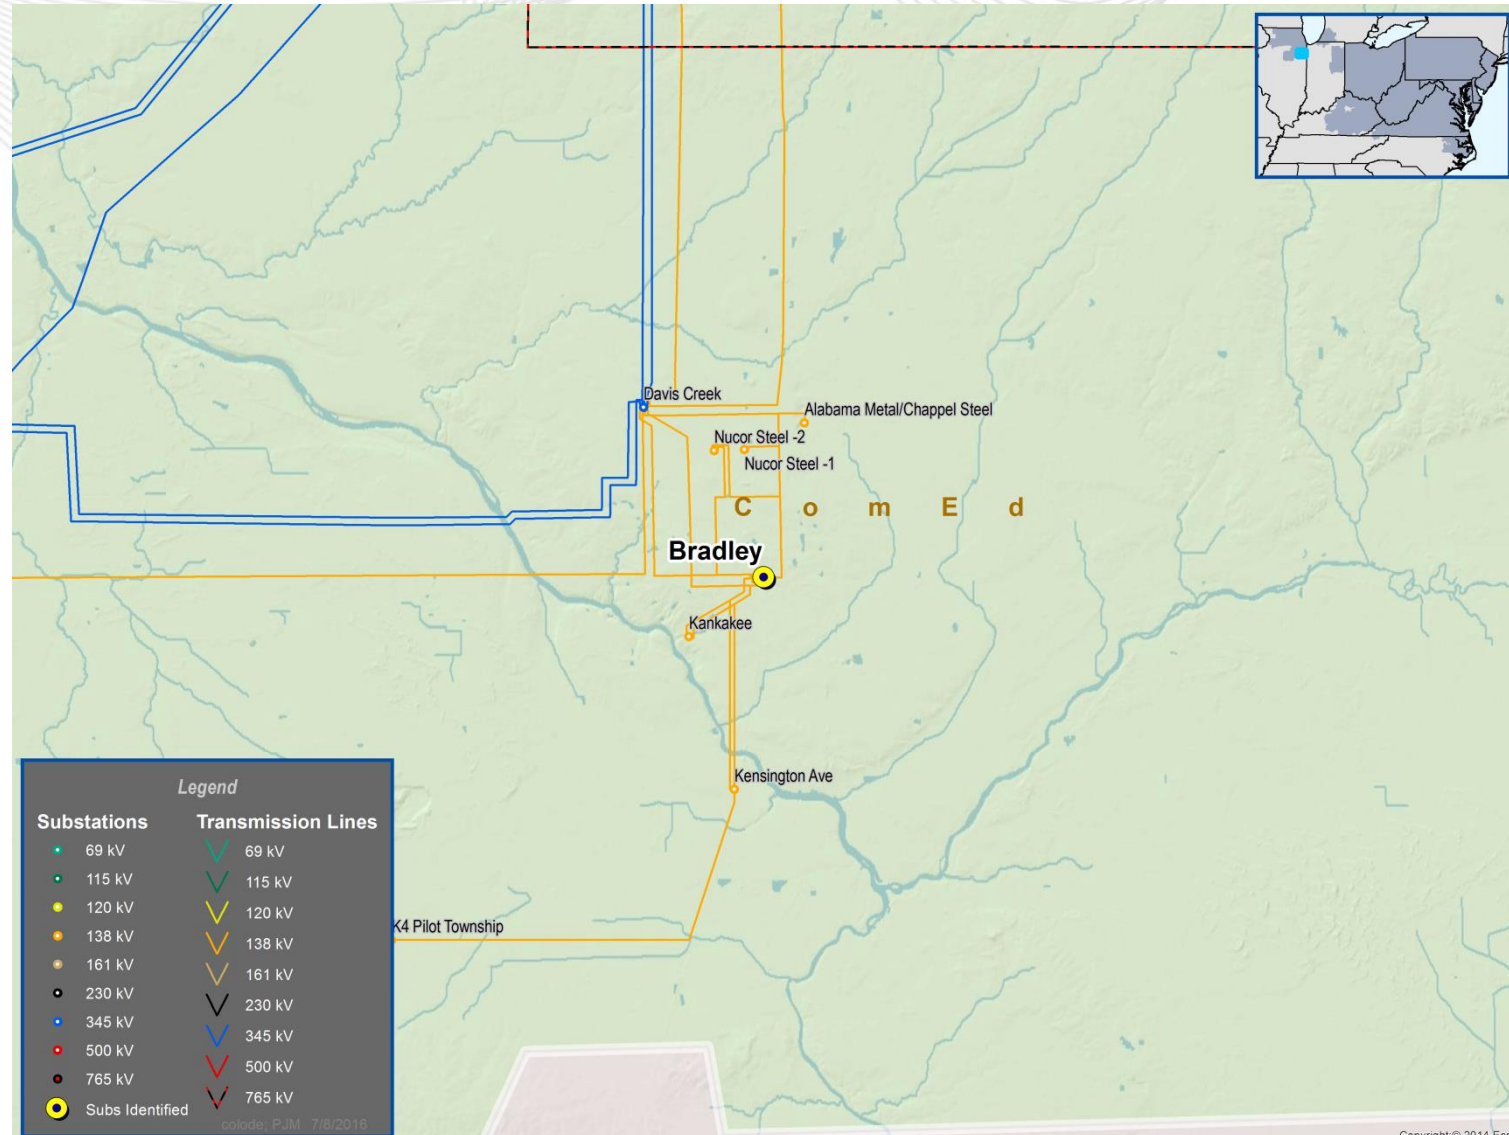 Davis Creek
Alabama Metal/Chappel Steel
Nucor Steel -2
Nucor Steel -1
C o m E d
Bradley
Kankakee
Kensington Ave
K4 Pilot Township
Legend
Substations
69 kV
115 kV
120 kV
138 kV
161 kV
230 kV
345 kV
500 kV
765 kV
Subs Identified
Transmission Lines
69 kV
115 kV
120 kV
138 kV
161 kV
230 kV
345 kV
500 kV
765 kV
colode; PJM 7/8/2016
Copyright:© 2014 Esri